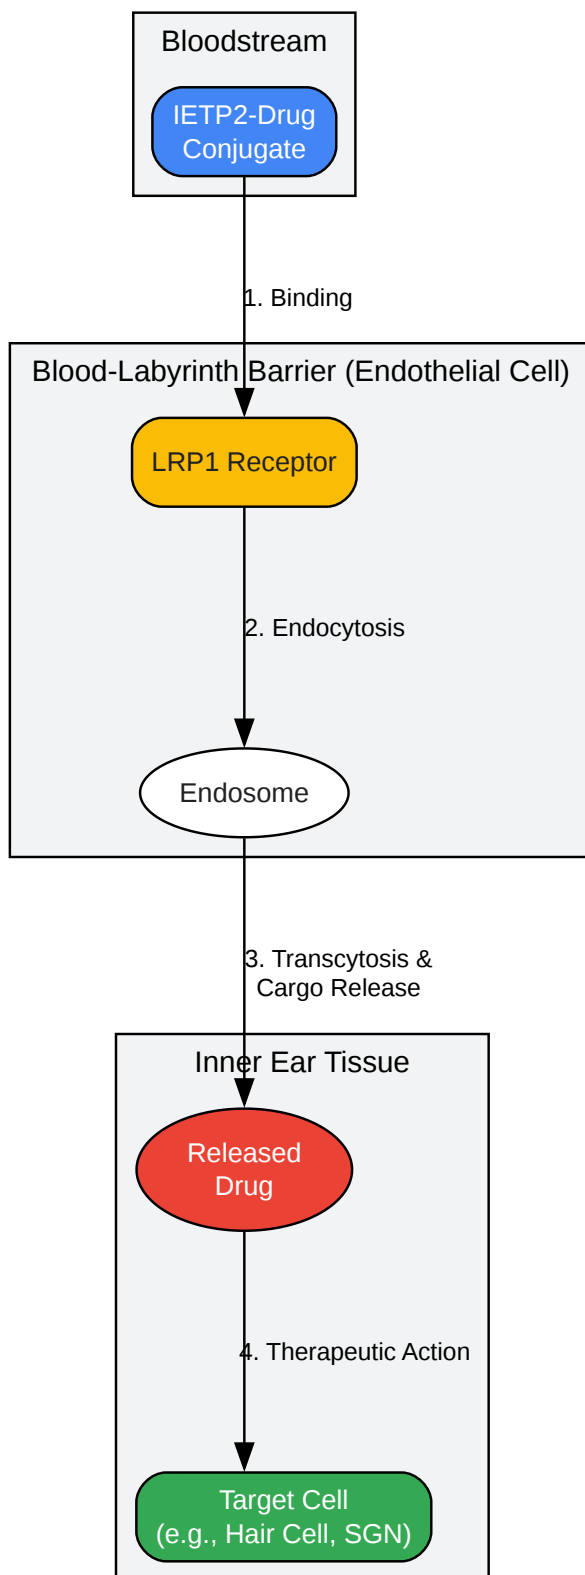 Bloodstream
IETP2-Drug
Conjugate
1. Binding
Blood-Labyrinth Barrier (Endothelial Cell)
LRP1 Receptor
2. Endocytosis
Endosome
3. Transcytosis &
Cargo Release
Inner Ear Tissue
Released
Drug
4. Therapeutic Action
Target Cell
(e.g., Hair Cell, SGN)